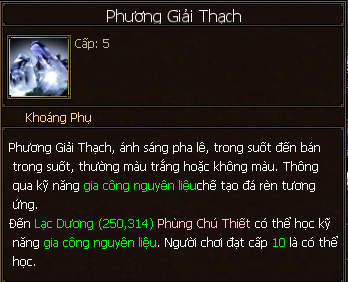 Phương Giải Thạch
Cấp: 5
Khoáng Phụ
Phương Giải Thạch, ánh sáng pha lê, trong suốt đến bán
trong suốt, thường màu trắng hoặc không màu. Thông
qua kỹ năng gia công nguyên liệuchế tạo đá rèn tương
ứng.
Đến Lạc Dương (250,314) Phùng Chú Thiết có thể học kỹ
năng gia công nguyên liệu. Người chơi đạt cấp 10 là có thể
học.